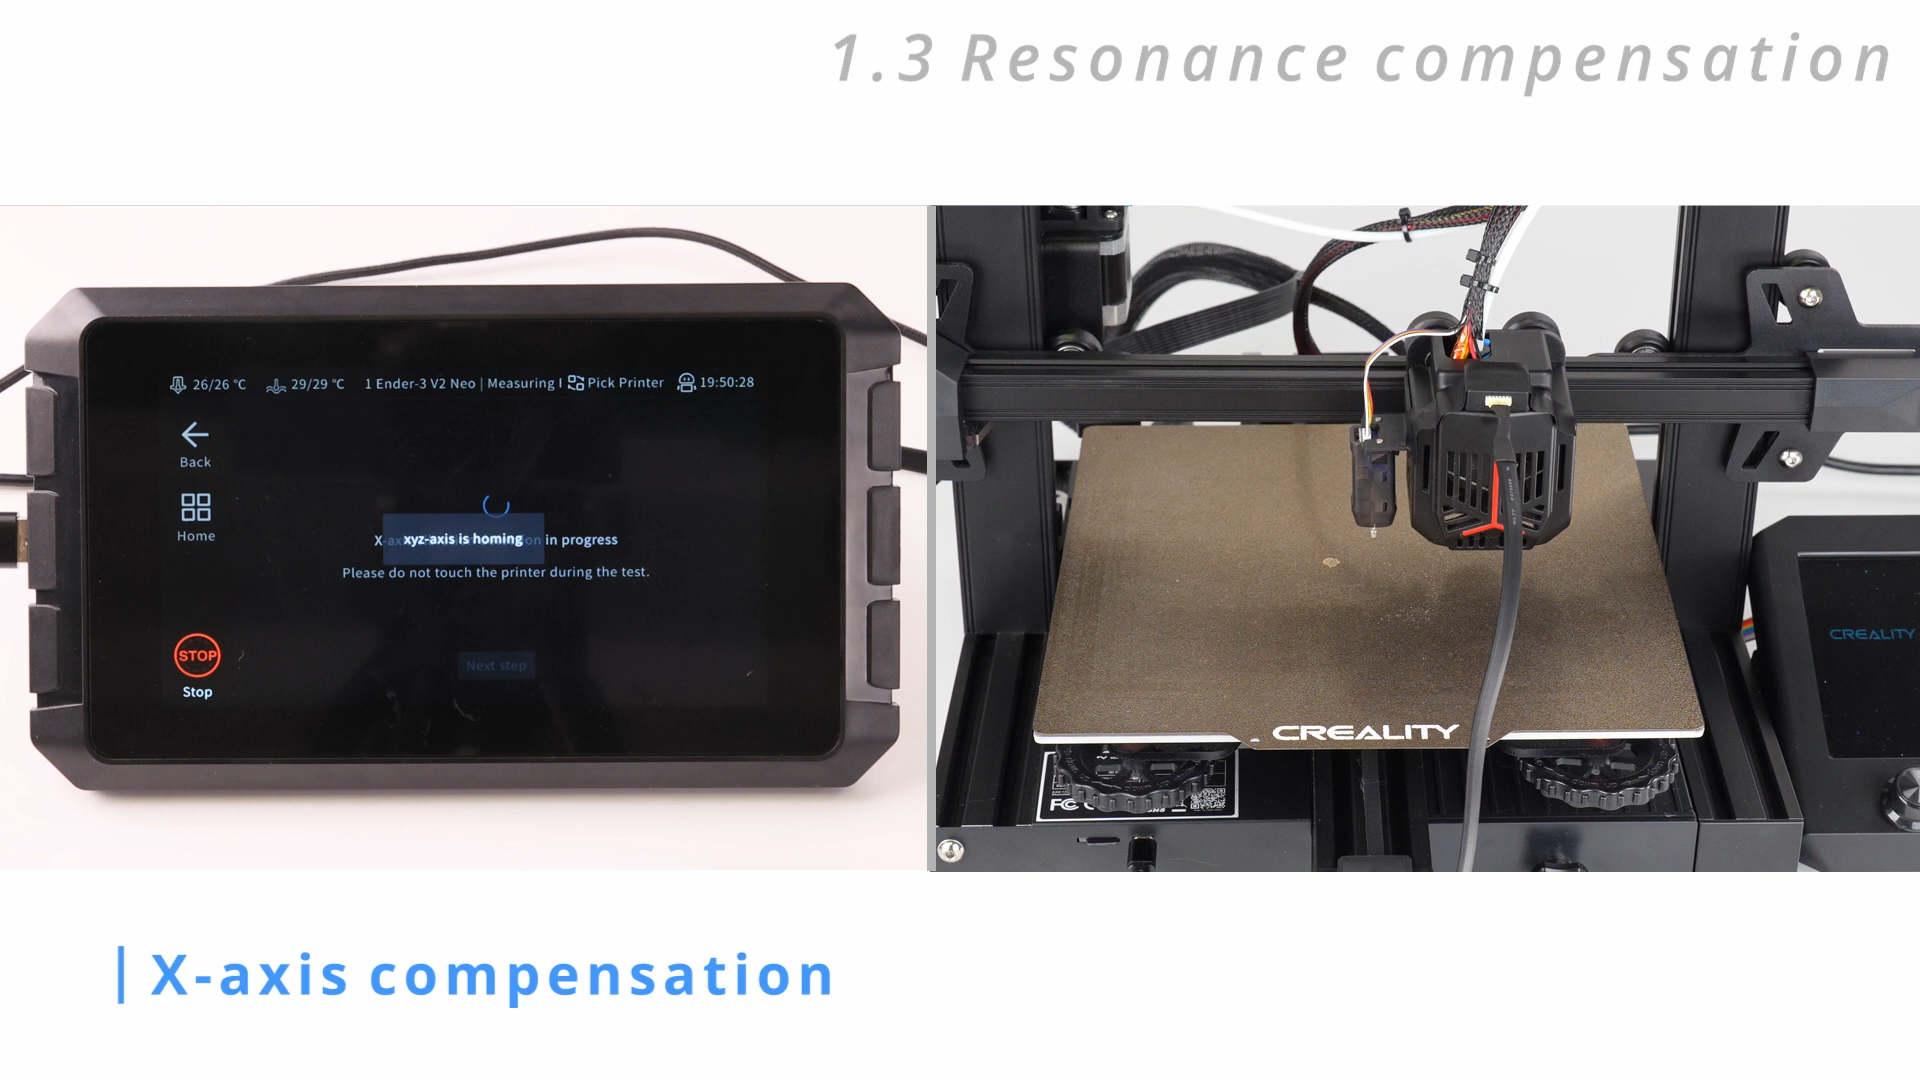 1.3 Resonance compensation
26/26 °C 29/29 °C 1 Ender-3 V2 Neo | Measuring Pick Printer 19:50:28
Back
Home
xyz-axis is homing
in progress
Please do not touch the printer during the test.
Next step
STOP
Stop
CREALITY
CREALITY
FC
X-axis compensation